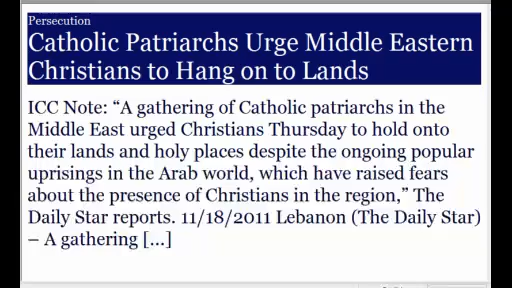 Persecution
Catholic Patriarchs Urge Middle Eastern
Christians to Hang on to Lands
ICC Note: “A gathering of Catholic patriarchs in the
Middle East urged Christians Thursday to hold onto
their lands and holy places despite the ongoing popular
uprisings in the Arab world, which have raised fears
about the presence of Christians in the region,” The
Daily Star reports. 11/18/2011 Lebanon (The Daily Star)
– A gathering [...]